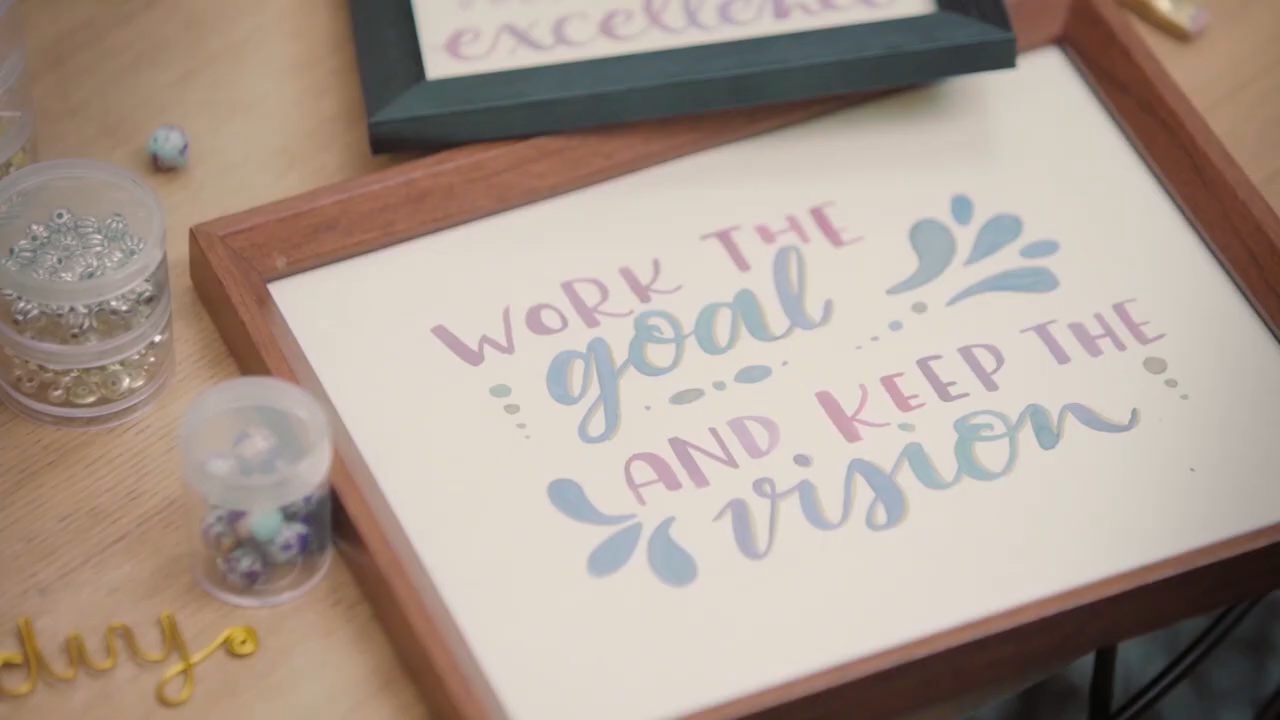 excellence
WORK THE
goal
AND KEEP THE
vision